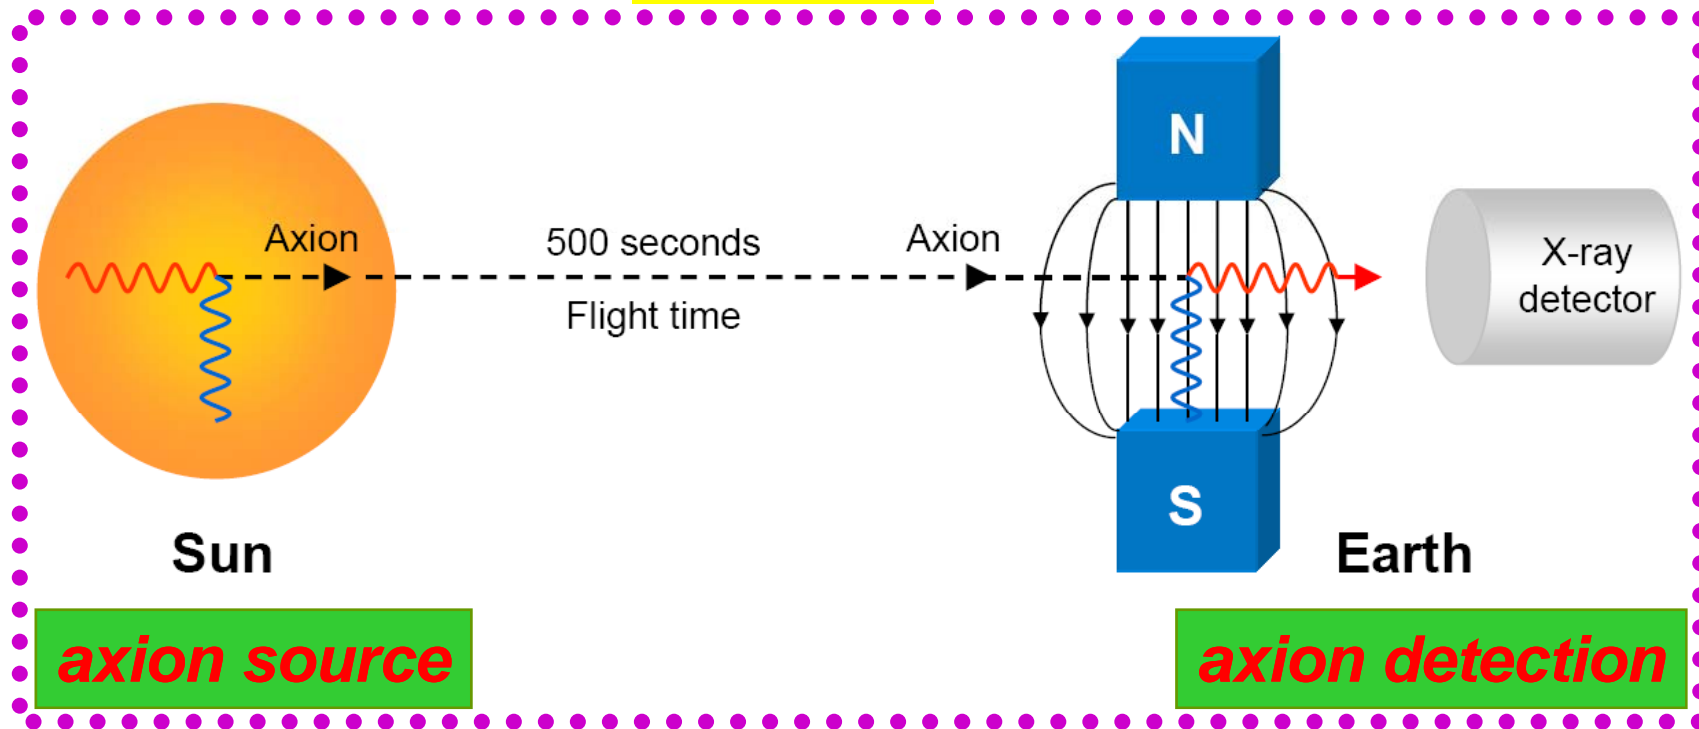 N
Axion
500 seconds
Axion
X-ray
detector
Flight time
S
Sun
Earth
axion source
axion detection